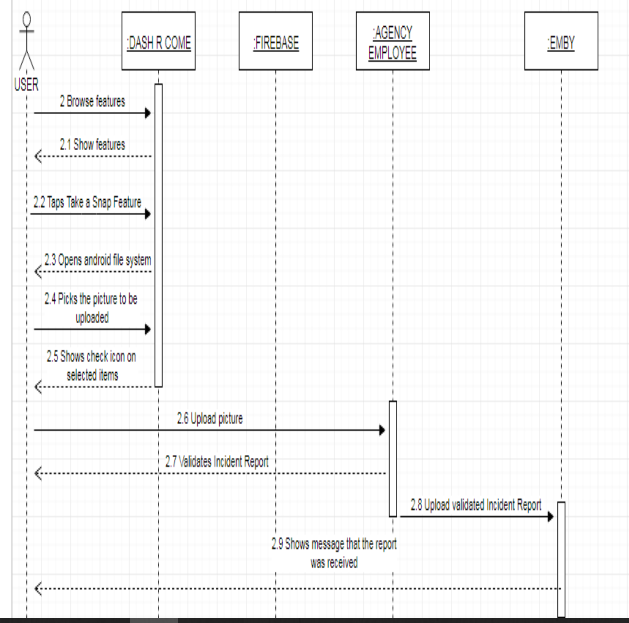 :DASH R COME
:FIREBASE
:AGENCY
EMPLOYEE
:EMBY
USER
2 Browse features
2.1 Show features
2.2 Taps Take a Snap Feature
2.3 Opens android file system
2.4 Picks the picture to be
uploaded
2.5 Shows check icon on
selected items
2.6 Upload picture
2.7 Validates Incident Report
2.8 Upload validated Incident Report
2.9 Shows message that the report
was received